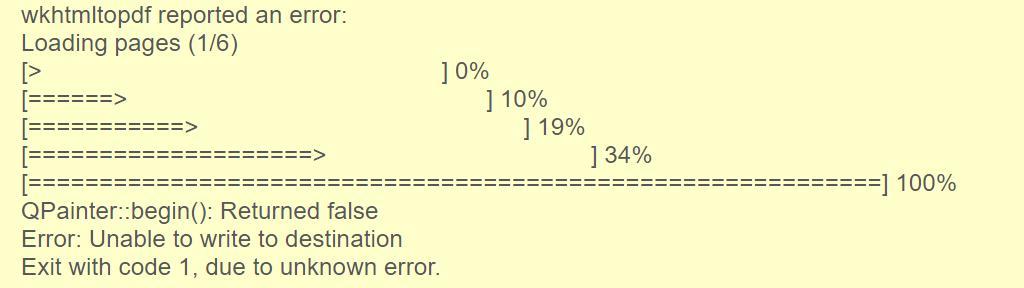 wkhtmltopdf reported an error:
Loading pages (1/6)
[> ] 0%
[======> ] 10%
[===========> ] 19%
[====================> ] 34%
[============================================================] 100%
QPainter::begin(): Returned false
Error: Unable to write to destination
Exit with code 1, due to unknown error.